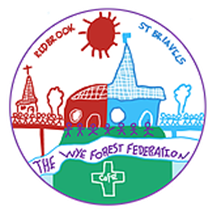 REDBROOK
ST BRIAVELS
THE WYE FOREST FEDERATION
CofE